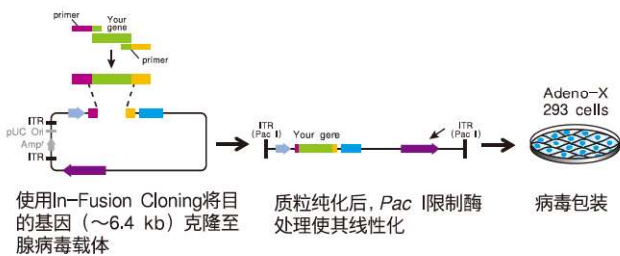 primer
Your
gene
primer
ITR
pUC Ori
Ampʳ
ITR
使用In-Fusion Cloning将目
的基因（～6.4 kb）克隆至
腺病毒载体
ITR
(Pac I)
Your gene
ITR
(Pac I)
质粒纯化后，Pac I限制酶
处理使其线性化
Adeno-X
293 cells
病毒包装